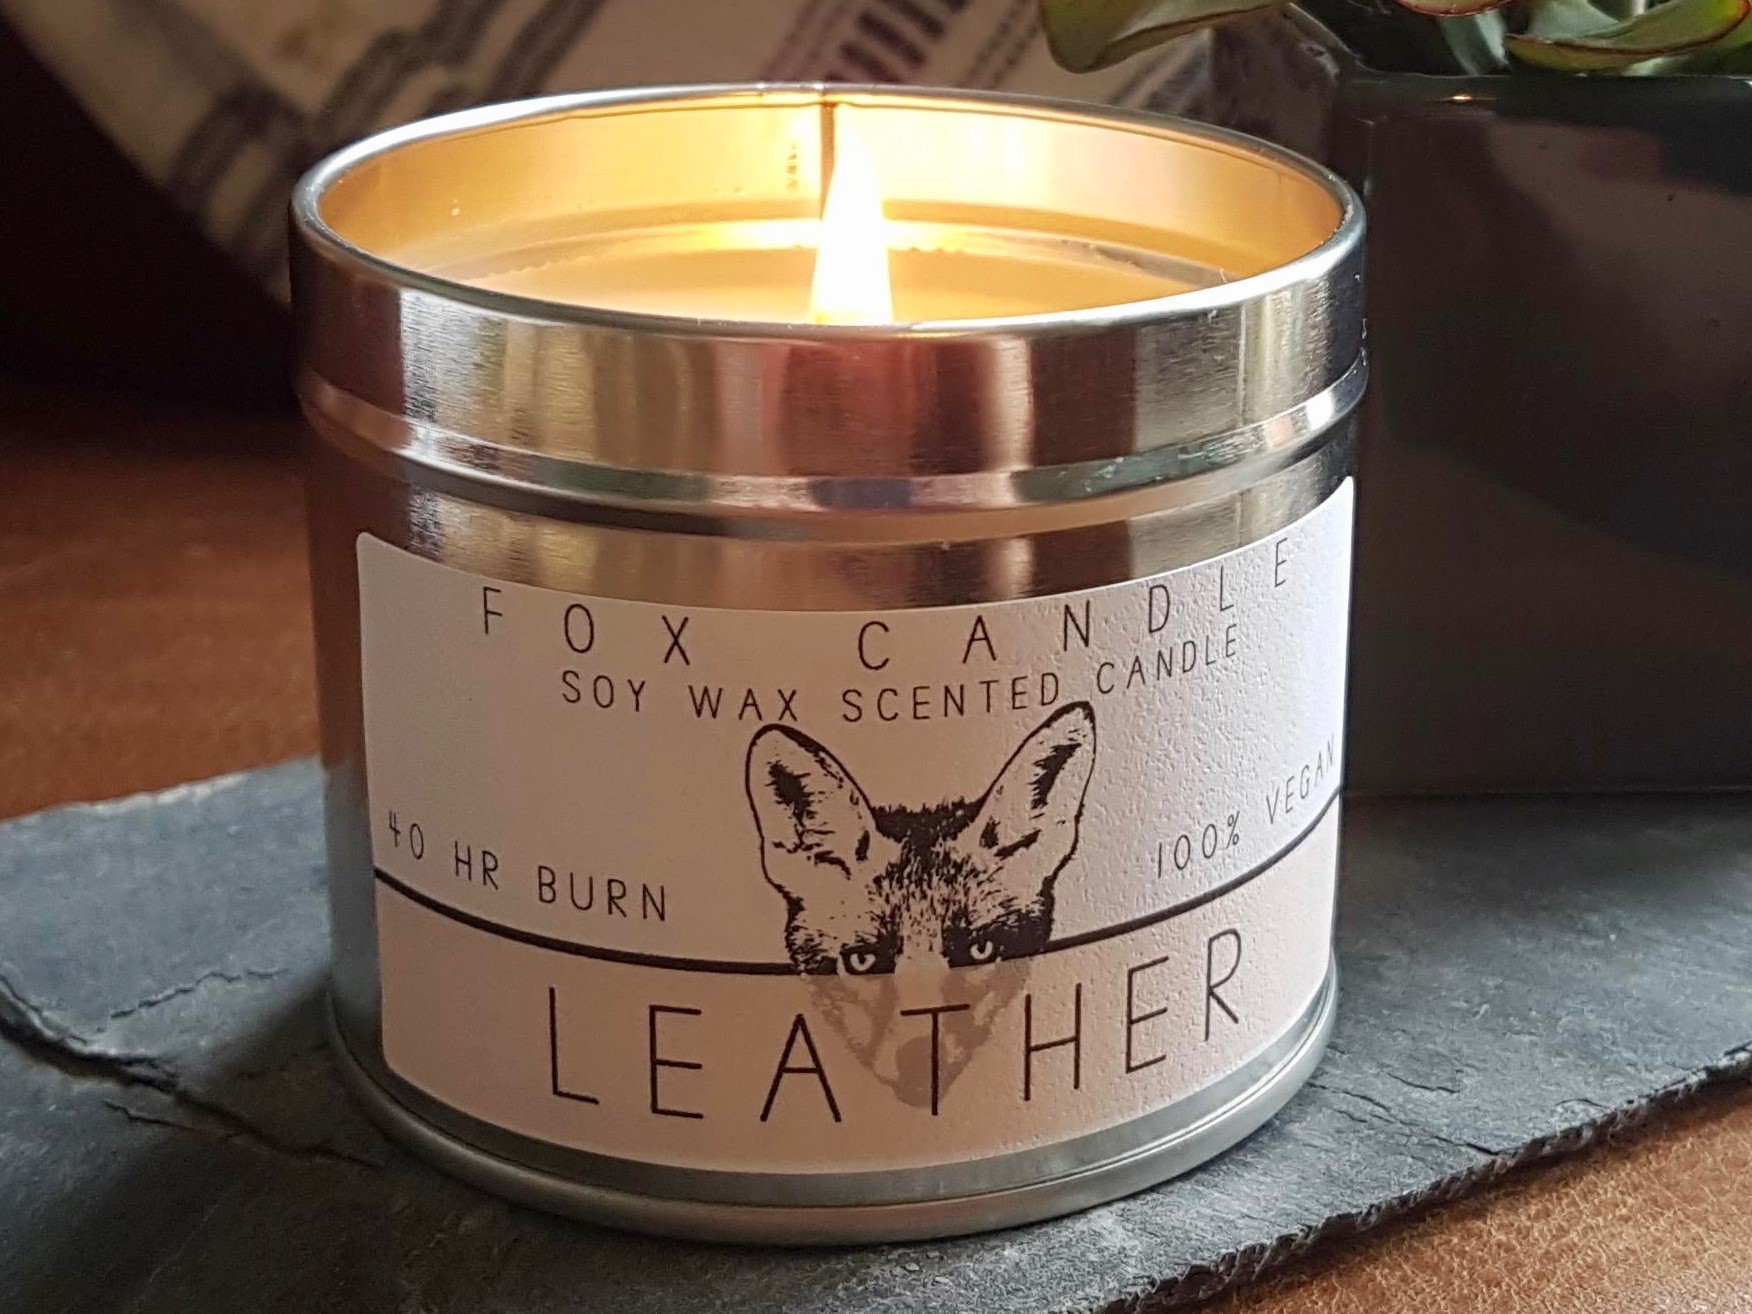 FOX CANDLE
SOY WAX SCENTED CANDLE
40 HR BURN
100% VEGAN
LEATHER